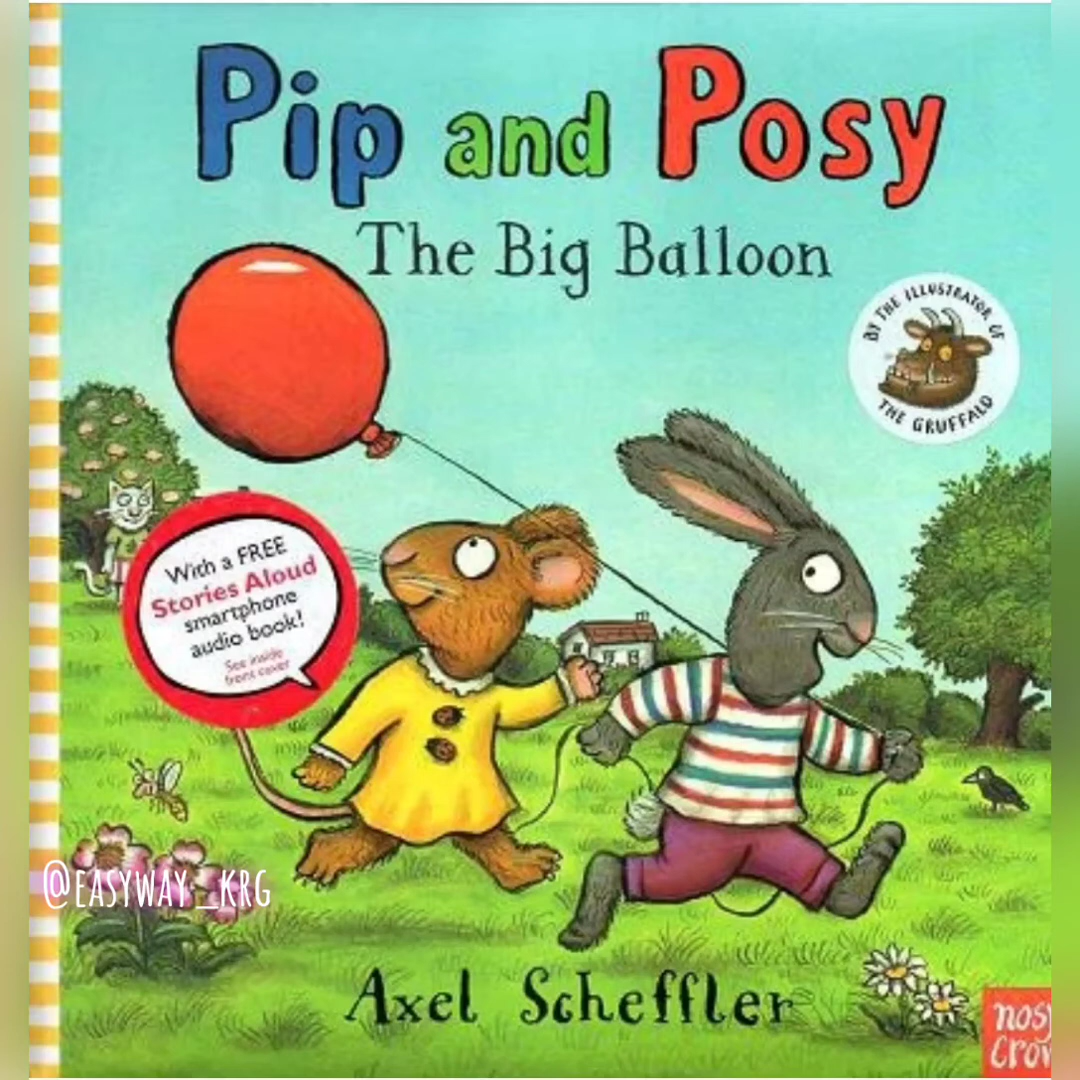 Pip and Posy
The Big Balloon
BY THE ILLUSTRATOR OF
THE GRUFFALO
With a FREE
Stories Aloud
smartphone
audio book!
See inside
front cover
@EASYWAY_KRG
Axel Scheffler
nosy
crow